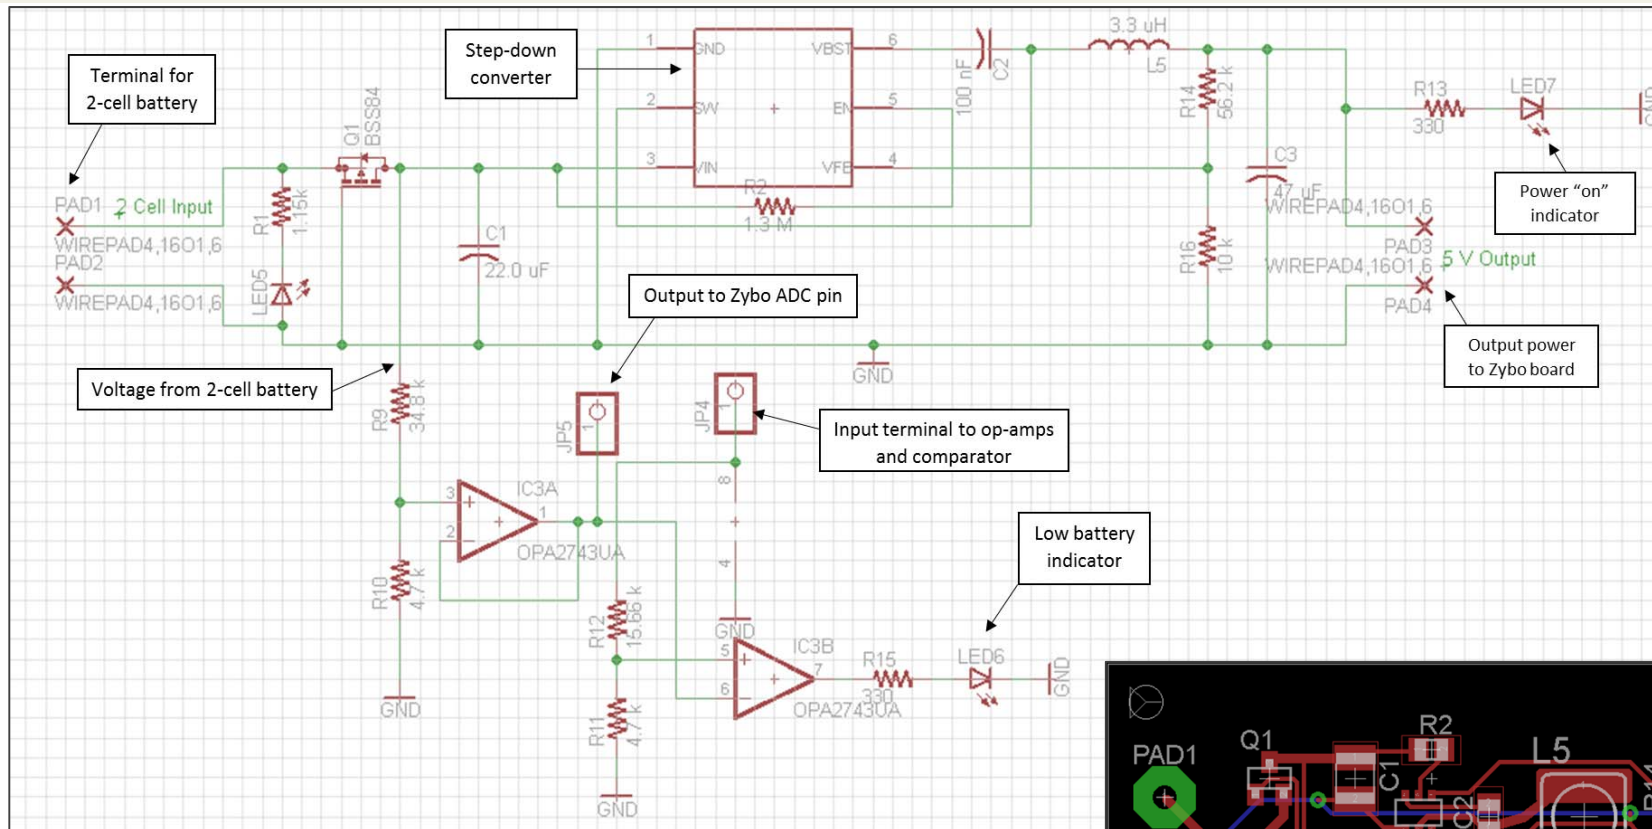 Terminal for
2-cell battery
Step-down
converter
Q1
BSS84
1
GND
2
SW
3
VIN
VBST
6
EN
5
VFB
4
100 nF
C2
3.3 uH
L5
R14
56.2 k
R13
330
LED7
Power “on”
indicator
PAD1
2 Cell Input
WIREPAD4,16O1,6
PAD2
WIREPAD4,16O1,6
R1
1.15k
LED5
C1
22.0 uF
R2
1.3 M
C3
47 uF
WIREPAD4,16O1,6
PAD3
WIREPAD4,16O1,6
5 V Output
PAD4
R16
10 k
Output power
to Zybo board
GND
Output to Zybo ADC pin
Voltage from 2-cell battery
R9
34.8 k
JP5
1
JP4
1
Input terminal to op-amps
and comparator
8
4
GND
IC3A
3
2
1
OPA2743UA
R10
4.7 k
GND
R12
15.66 k
R11
4.7 k
GND
Low battery
indicator
IC3B
5
6
7
OPA2743UA
R15
330
LED6
GND
PAD1
Q1
C1
R2
C2
L5